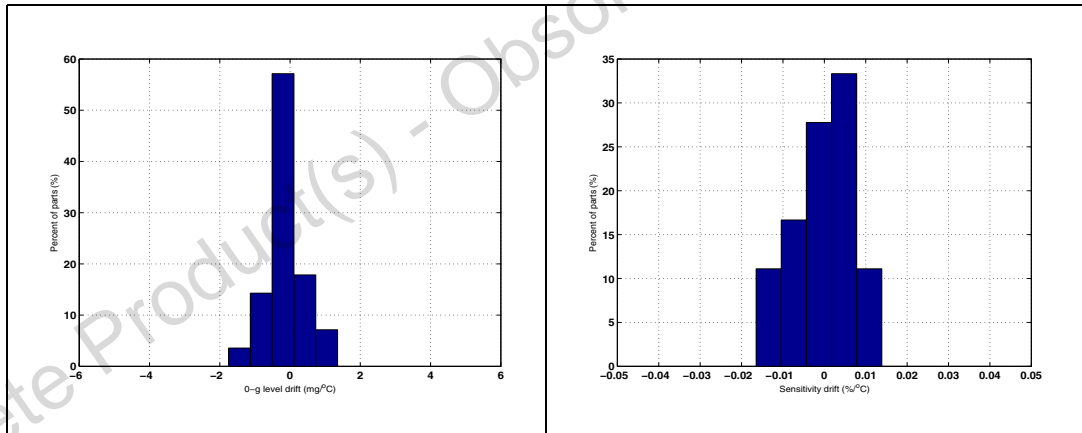 60
50
40
30
20
10
0
−6 −4 −2 0 2 4 6
Percent of parts (%)
0−g level drift (mg/°C)
35
30
25
20
15
10
5
0
−0.05 −0.04 −0.03 −0.02 −0.01 0 0.01 0.02 0.03 0.04 0.05
Percent of parts (%)
Sensitivity drift (%/°C)
ete Product(s) - Obso